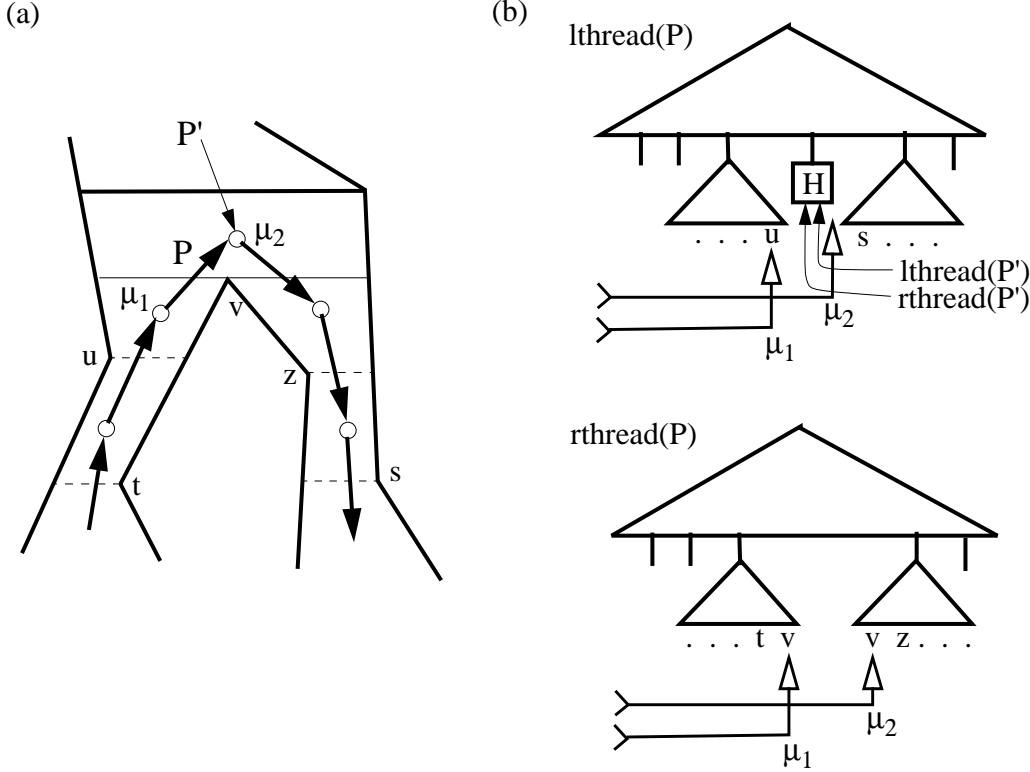 (a)
P'
μ2
P
μ1
v
u
z
t
s
(b)
lthread(P)
H
. . . u
s . . .
lthread(P')
rthread(P')
μ2
μ1
rthread(P)
. . . t v
v z . . .
μ2
μ1